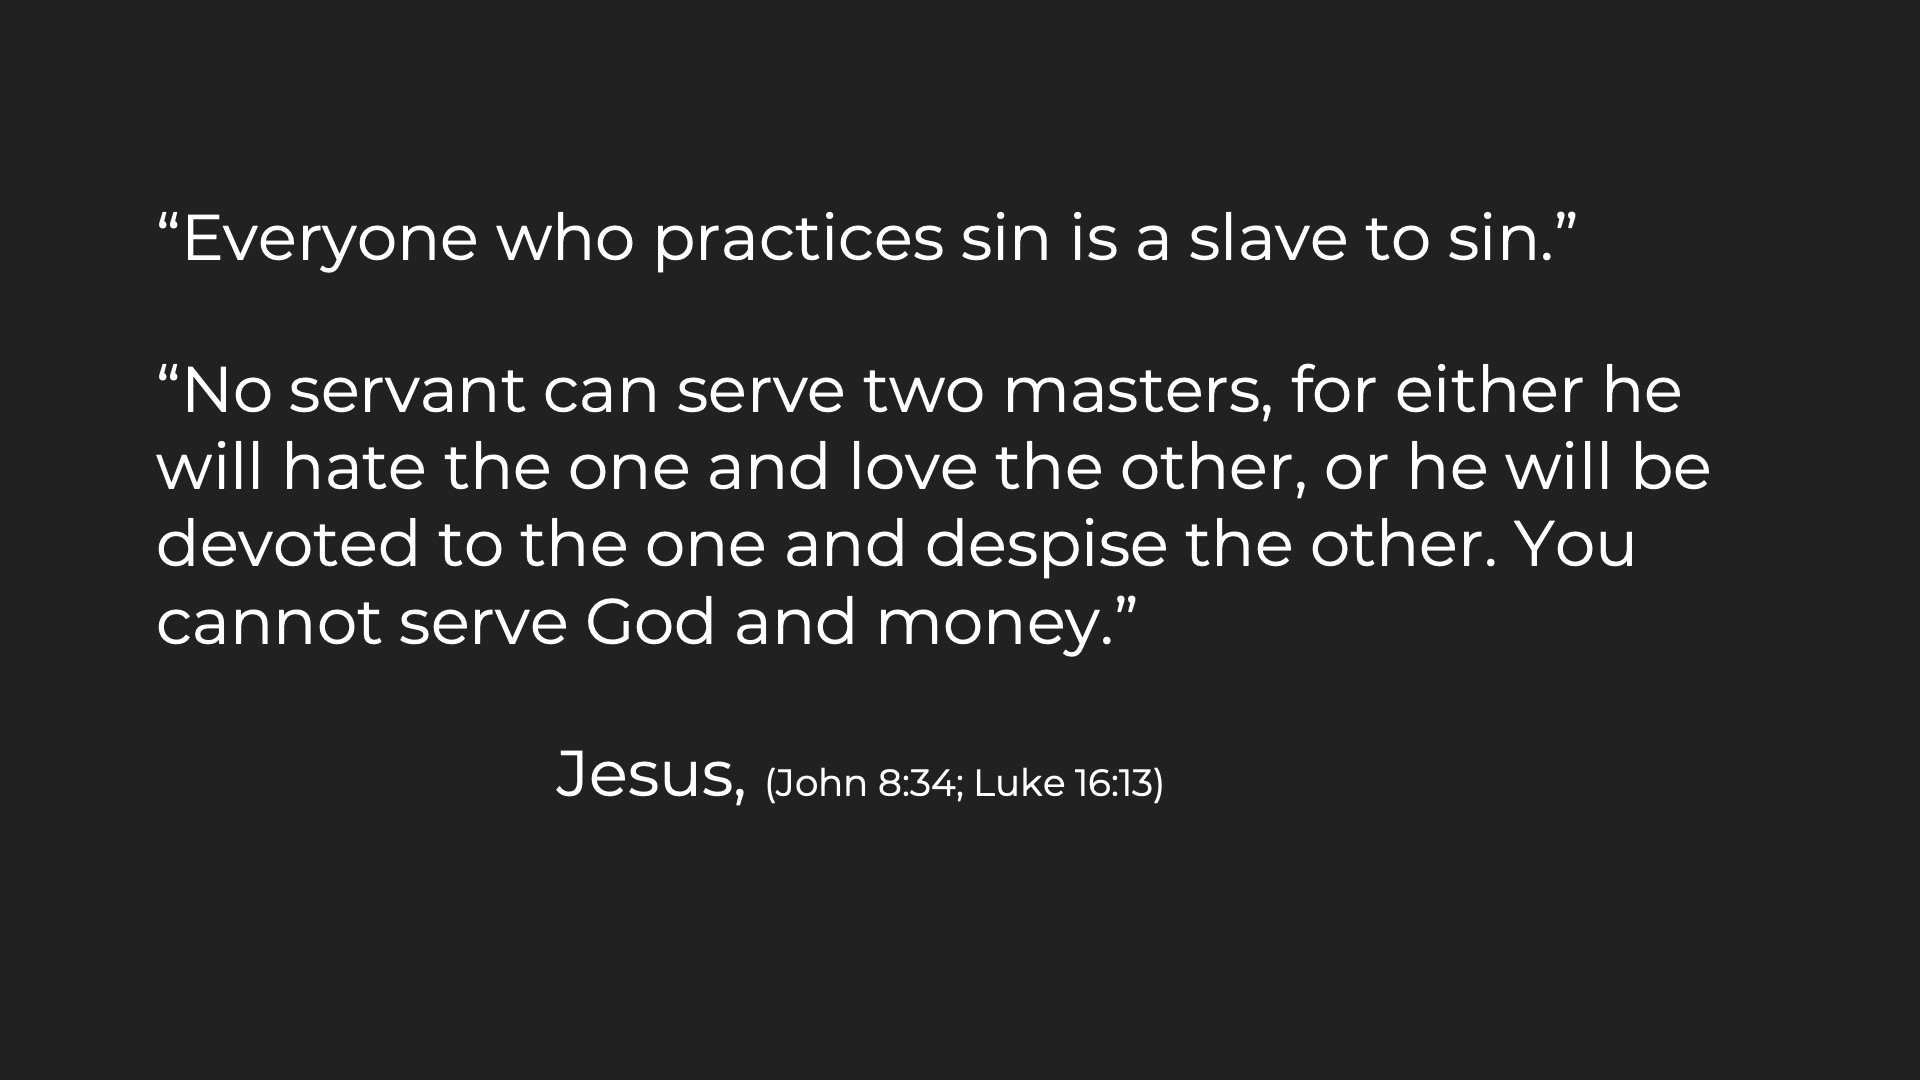 “Everyone who practices sin is a slave to sin.”
“No servant can serve two masters, for either he
will hate the one and love the other, or he will be
devoted to the one and despise the other. You
cannot serve God and money.”
Jesus, (John 8:34; Luke 16:13)